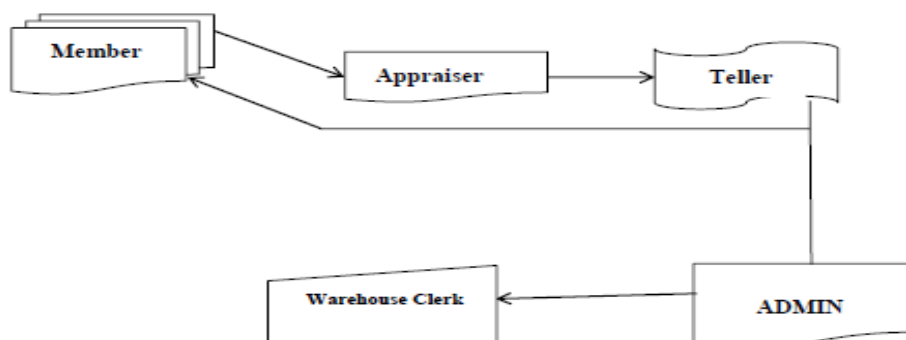 Member
Appraiser
Teller
Warehouse Clerk
ADMIN